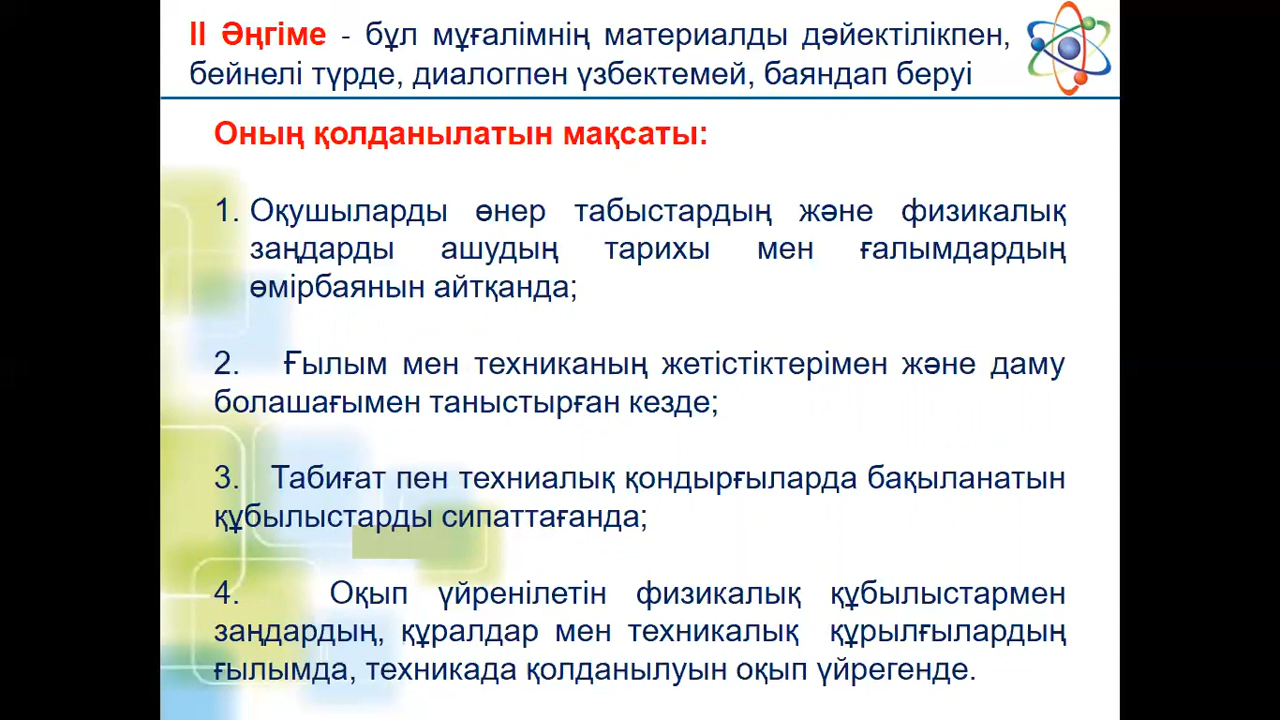 II Әңгіме - бұл мұғалімнің материалды дәйектілікпен,
бейнелі түрде, диалогпен үзбектемей, баяндап беруі
Оның қолданылатын мақсаты:
1. Оқушыларды өнер табыстардың және физикалық
заңдарды ашудың тарихы мен ғалымдардың
өмірбаянын айтқанда;
2. Ғылым мен техниканың жетістіктерімен және даму
болашағымен таныстырған кезде;
3. Табиғат пен техниалық қондырғыларда бақыланатын
құбылыстарды сипаттағанда;
4. Оқып үйренілетін физикалық құбылыстармен
заңдардың, құралдар мен техникалық құрылғылардың
ғылымда, техникада қолданылуын оқып үйрегенде.